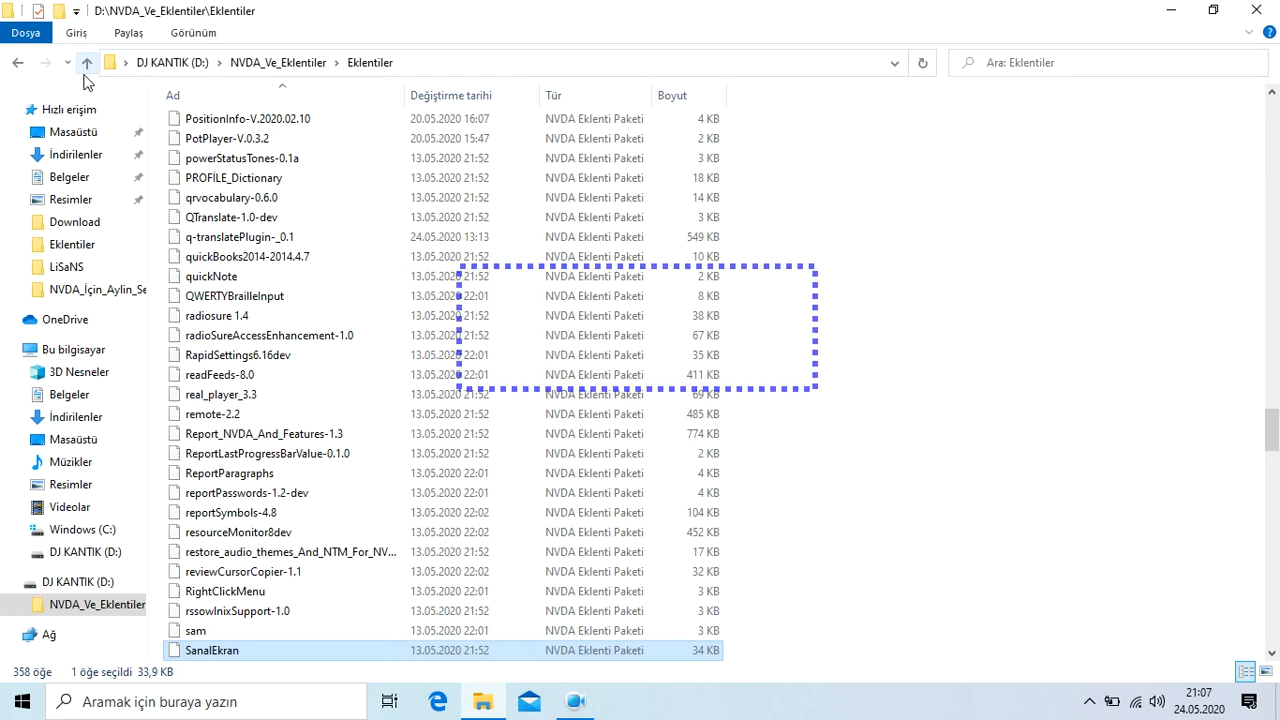 D:\NVDA_Ve_Eklentiler\Eklentiler
Dosya Giriş Paylaş Görünüm
DJ KANTIK (D:) NVDA_Ve_Eklentiler Eklentiler Ara: Eklentiler
Hızlı erişim
Masaüstü
İndirilenler
Belgeler
Resimler
Download
Eklentiler
LiSaNS
NVDA_İçin_Aylin_Se
OneDrive
Bu bilgisayar
3D Nesneler
Belgeler
İndirilenler
Masaüstü
Müzikler
Resimler
Videolar
Windows (C:)
DJ KANTIK (D:)
DJ KANTIK (D:)
NVDA_Ve_Eklentiler
Ağ
Ad Değiştirme tarihi Tür Boyut
PositionInfo-V.2020.02.10 20.05.2020 16:07 NVDA Eklenti Paketi 4 KB
PotPlayer-V.0.3.2 20.05.2020 15:47 NVDA Eklenti Paketi 2 KB
powerStatusTones-0.1a 13.05.2020 21:52 NVDA Eklenti Paketi 3 KB
PROFİLE_Dictionary 13.05.2020 21:52 NVDA Eklenti Paketi 18 KB
qrvocabulary-0.6.0 13.05.2020 21:52 NVDA Eklenti Paketi 14 KB
QTranslate-1.0-dev 13.05.2020 21:52 NVDA Eklenti Paketi 3 KB
q-translatePlugin-_0.1 24.05.2020 13:13 NVDA Eklenti Paketi 549 KB
quickBooks2014-2014.4.7 13.05.2020 21:52 NVDA Eklenti Paketi 10 KB
quickNote 13.05.2020 21:52 NVDA Eklenti Paketi 2 KB
QWERTYBrailleInput 13.05.2020 22:01 NVDA Eklenti Paketi 8 KB
radiosure 1.4 13.05.2020 21:52 NVDA Eklenti Paketi 38 KB
radioSureAccessEnhancement-1.0 13.05.2020 21:52 NVDA Eklenti Paketi 67 KB
RapidSettings6.16dev 13.05.2020 22:01 NVDA Eklenti Paketi 35 KB
readFeeds-8.0 13.05.2020 22:01 NVDA Eklenti Paketi 411 KB
real_player_3.3 13.05.2020 21:52 NVDA Eklenti Paketi 69 KB
remote-2.2 13.05.2020 21:52 NVDA Eklenti Paketi 485 KB
Report_NVDA_And_Features-1.3 13.05.2020 21:52 NVDA Eklenti Paketi 774 KB
ReportLastProgressBarValue-0.1.0 13.05.2020 21:52 NVDA Eklenti Paketi 2 KB
ReportParagraphs 13.05.2020 22:01 NVDA Eklenti Paketi 4 KB
reportPasswords-1.2-dev 13.05.2020 22:01 NVDA Eklenti Paketi 4 KB
reportSymbols-4.8 13.05.2020 22:02 NVDA Eklenti Paketi 104 KB
resourceMonitor8dev 13.05.2020 22:02 NVDA Eklenti Paketi 452 KB
restore_audio_themes_And_NTM_For_NV... 13.05.2020 21:52 NVDA Eklenti Paketi 17 KB
reviewCursorCopier-1.1 13.05.2020 22:02 NVDA Eklenti Paketi 32 KB
RightClickMenu 13.05.2020 22:01 NVDA Eklenti Paketi 3 KB
rssowlnixSupport-1.0 13.05.2020 21:52 NVDA Eklenti Paketi 3 KB
sam 13.05.2020 22:01 NVDA Eklenti Paketi 3 KB
SanalEkran 13.05.2020 21:52 NVDA Eklenti Paketi 34 KB
358 öğe 1 öğe seçildi 33,9 KB
Aramak için buraya yazın
21:07
24.05.2020